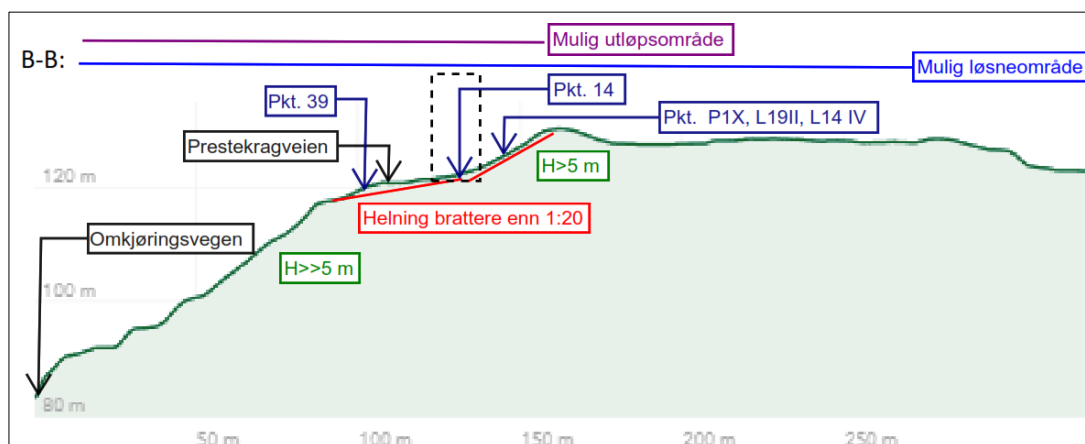 Mulig utløpsområde
B-B:
Mulig løsneområde
Pkt. 39
Pkt. 14
Pkt. P1X, L19II, L14 IV
Prestekragveien
H>5 m
120 m
Helning brattere enn 1:20
Omkjøringsvegen
H>>5 m
100 m
80 m
50 m
100 m
150 m
200 m
250 m